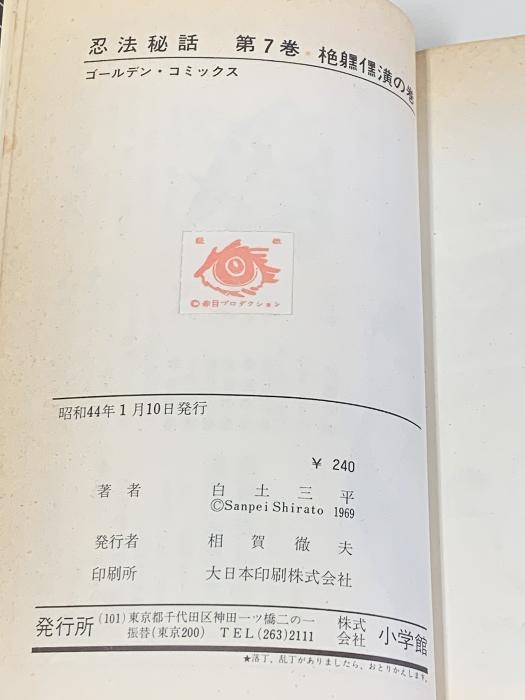 忍法秘話 第7巻・栬軆𠍇潢の巻
ゴールデン・コミックス
©赤目プロダクション
昭和44年1月10日発行
¥ 240
著者 白土三平
©Sanpei Shirato 1969
発行者 相賀徹夫
印刷所 大日本印刷株式会社
発行所 (101)東京都千代田区神田一ツ橋二の一 株式会社 小学館
振替(東京200) TEL(263)2111
★落丁、乱丁がありましたら、おとりかえします。